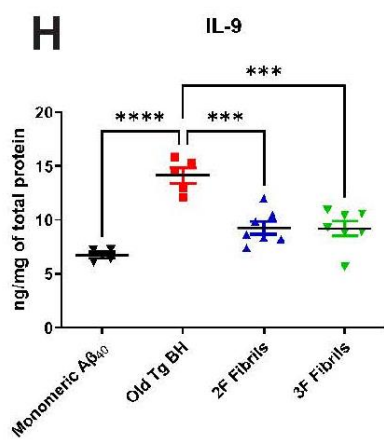 H
IL-9
***
****
***
ng/mg of total protein
20
15
10
5
0
Monomeric Aβ40
Old Tg BH
2F Fibrils
3F Fibrils